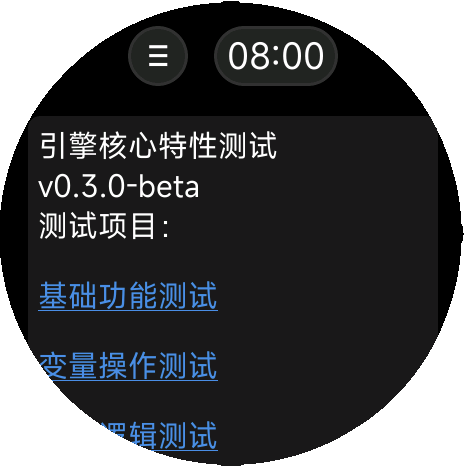 08:00
引擎核心特性测试
v0.3.0-beta
测试项目：
基础功能测试
变量操作测试
逻辑测试